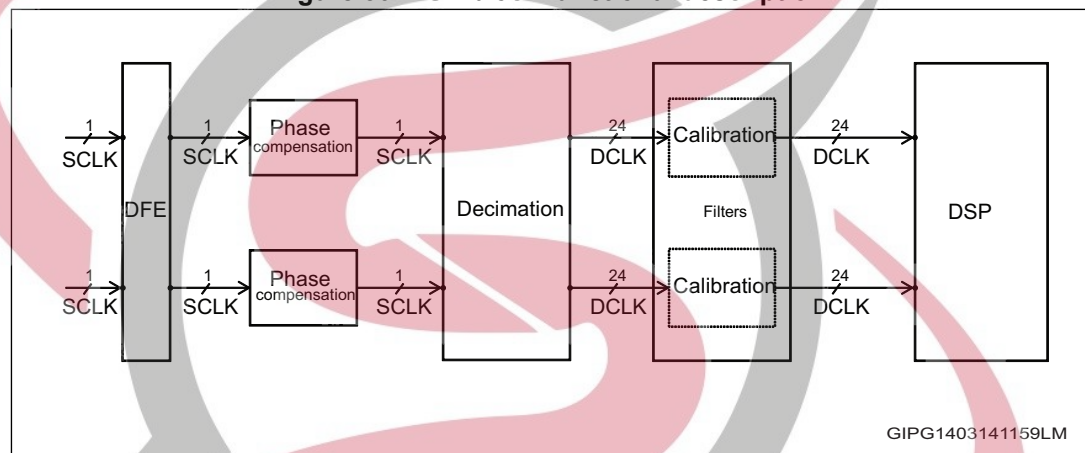 1 1 1 24 24
SCLK SCLK Phase compensation SCLK DCLK Calibration DCLK
DFE Decimation Filters DSP
1 1 1 24 24
SCLK SCLK Phase compensation SCLK DCLK Calibration DCLK
GIPG1403141159LM